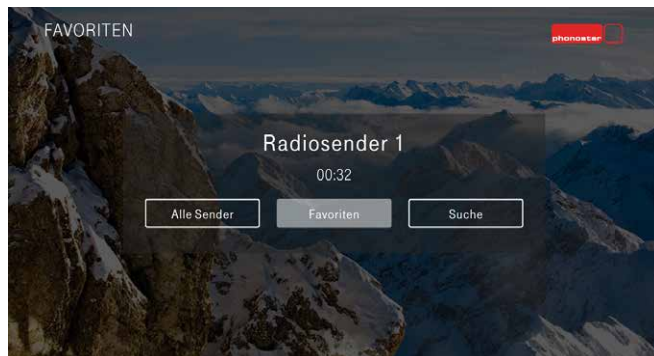 FAVORITEN
phonostar
Radiosender 1
00:32
Alle Sender
Favoriten
Suche